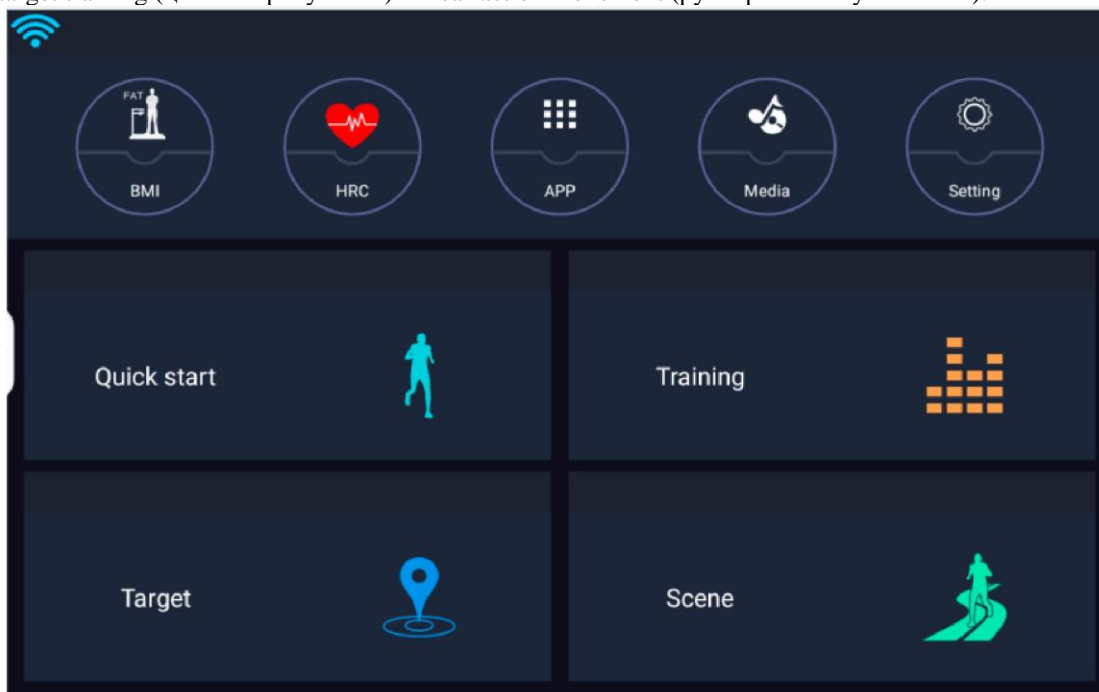 FAT
BMI
HRC
APP
Media
Setting
Quick start
Training
Target
Scene